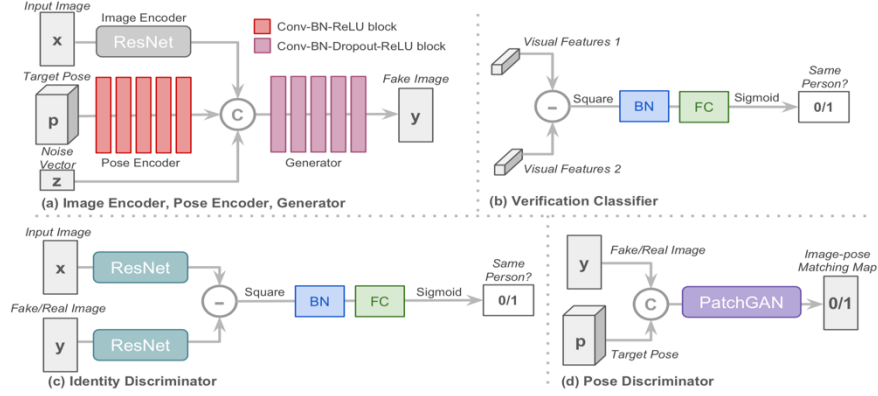 Input Image
x
Image Encoder
ResNet
Conv-BN-ReLU block
Conv-BN-Dropout-ReLU block
Target Pose
p
Pose Encoder
Noise
Vector
z
C
Generator
Fake Image
y
(a) Image Encoder, Pose Encoder, Generator
Visual Features 1
−
Square
BN
FC
Sigmoid
Same
Person?
0/1
Visual Features 2
(b) Verification Classifier
Input Image
x
ResNet
Fake/Real Image
y
ResNet
−
Square
BN
FC
Sigmoid
Same
Person?
0/1
(c) Identity Discriminator
Fake/Real Image
y
C
PatchGAN
Image-pose
Matching Map
0/1
p
Target Pose
(d) Pose Discriminator